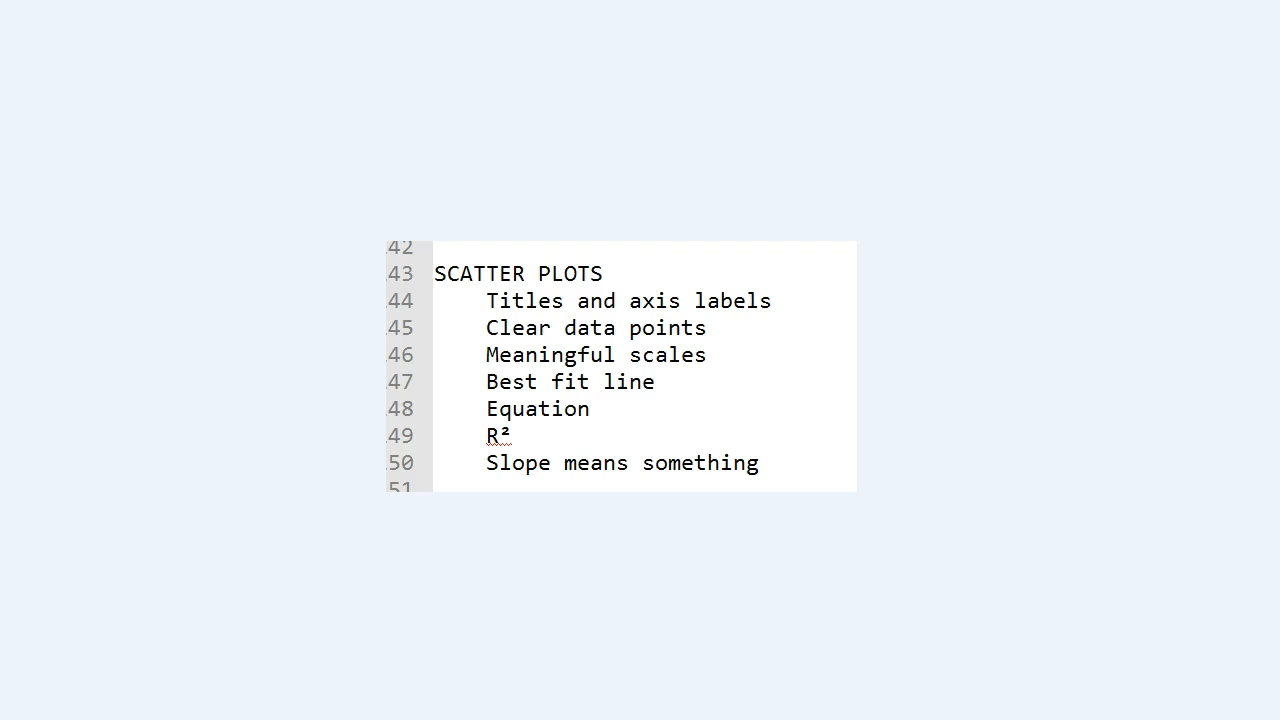 42
43 SCATTER PLOTS
44 Titles and axis labels
45 Clear data points
46 Meaningful scales
47 Best fit line
48 Equation
49 R²
50 Slope means something
51